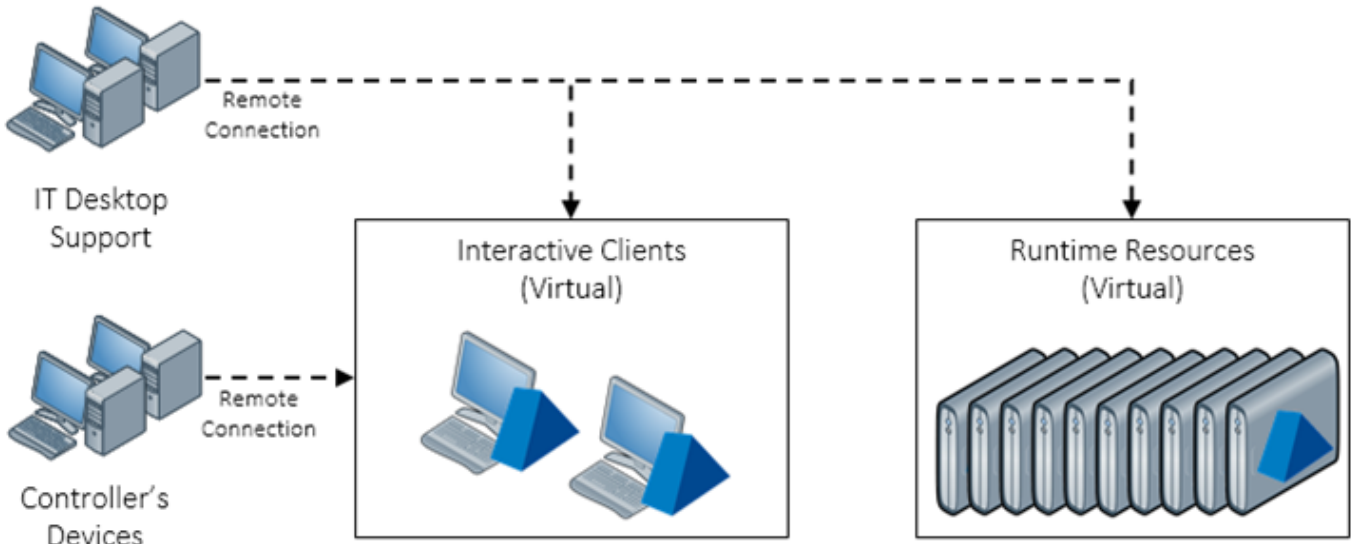 Remote
Connection
IT Desktop
Support
Interactive Clients
(Virtual)
Runtime Resources
(Virtual)
Remote
Connection
Controller’s
Devices